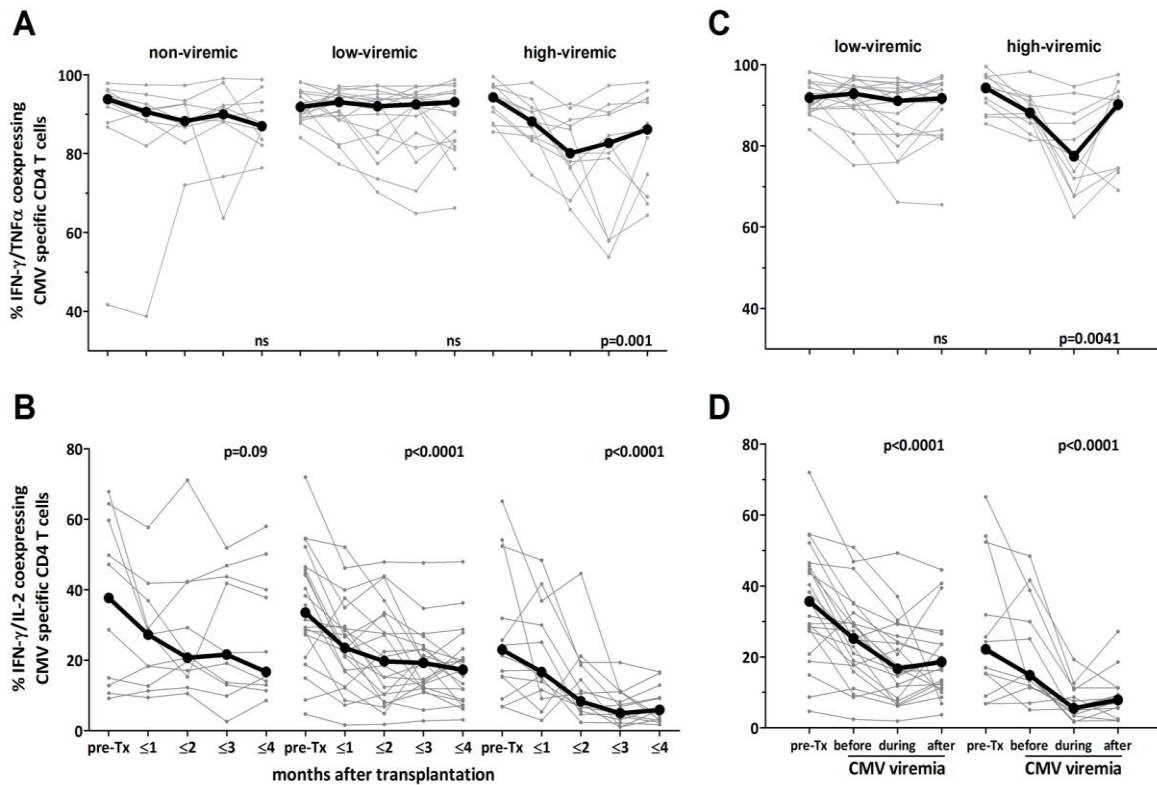 A
non-viremic low-viremic high-viremic
% IFN-γ/TNFα coexpressing
CMV specific CD4 T cells
100
80
60
40
ns ns p=0.001
C
low-viremic high-viremic
100
80
60
40
ns p=0.0041
B
% IFN-γ/IL-2 coexpressing
CMV specific CD4 T cells
80
60
40
20
0
p=0.09 p<0.0001 p<0.0001
pre-Tx ≤1 ≤2 ≤3 ≤4 pre-Tx ≤1 ≤2 ≤3 ≤4 pre-Tx ≤1 ≤2 ≤3 ≤4
months after transplantation
D
80
60
40
20
0
p<0.0001 p<0.0001
pre-Tx before during after pre-Tx before during after
CMV viremia CMV viremia